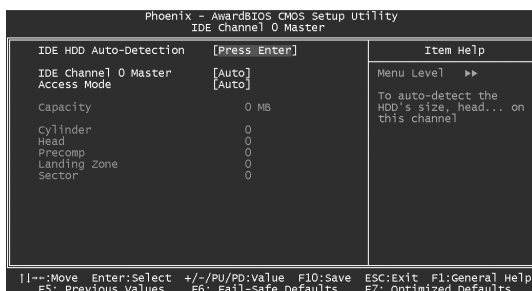 Phoenix - AwardBIOS CMOS Setup Utility
IDE Channel 0 Master
IDE HDD Auto-Detection [Press Enter]
IDE Channel 0 Master [Auto]
Access Mode [Auto]
Capacity 0 MB
Cylinder 0
Head 0
Precomp 0
Landing Zone 0
Sector 0
Item Help
Menu Level ▸▸
To auto-detect the
HDD's size, head... on
this channel
↑↓→←:Move Enter:Select +/-/PU/PD:Value F10:Save ESC:Exit F1:General Help
F5: Previous Values F6: Fail-Safe Defaults F7: Optimized Defaults